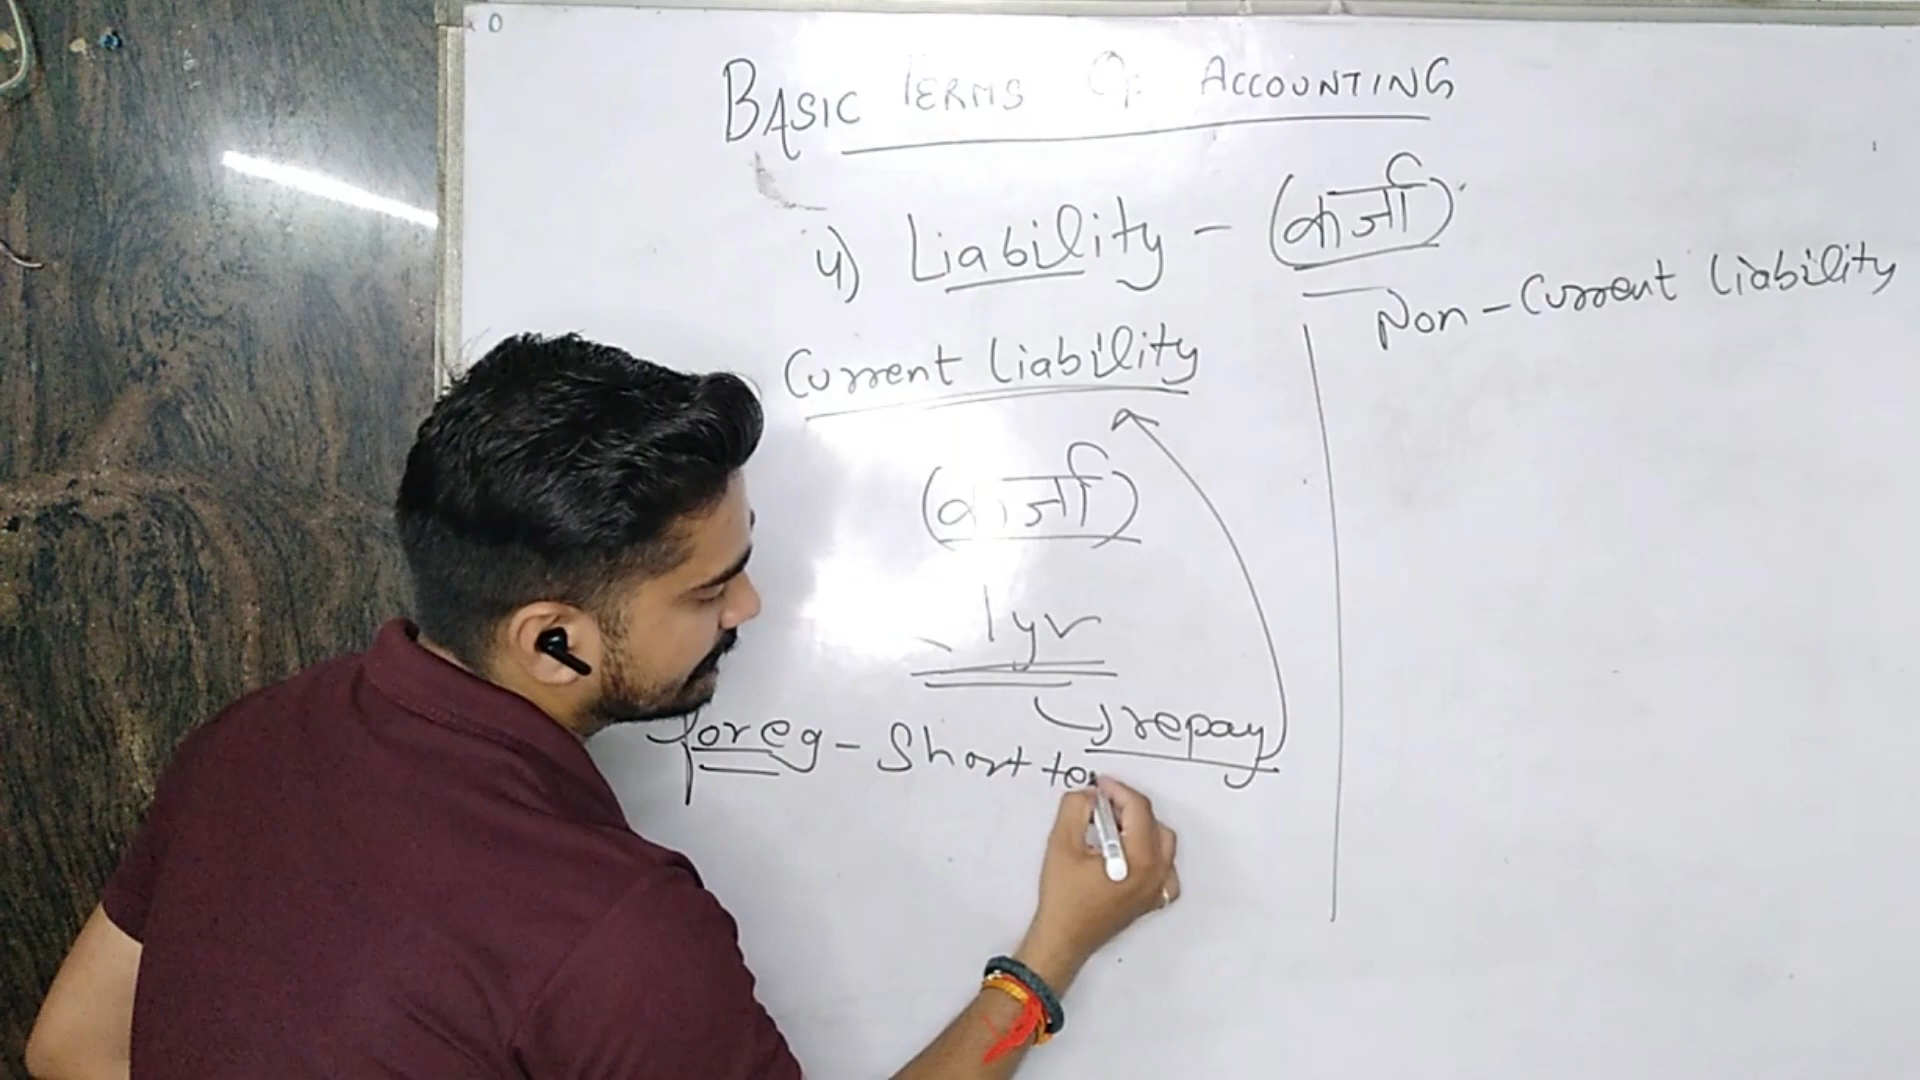 BASIC TERMS OF ACCOUNTING
4) Liability - (कर्जा)
Current Liability
Non-Current Liability
(कर्जा)
1yr
repay
for eg - Short te